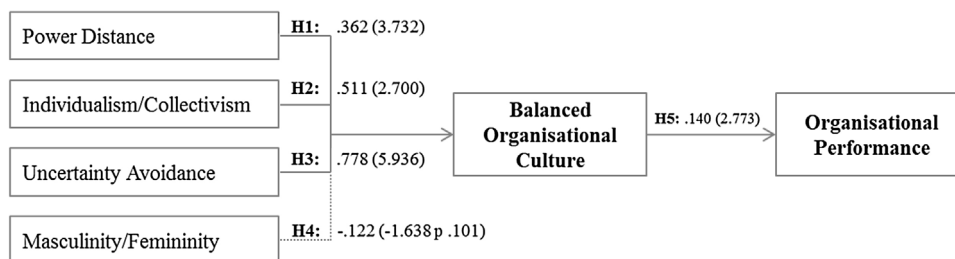 Power Distance
H1: .362 (3.732)
Individualism/Collectivism
H2: .511 (2.700)
Uncertainty Avoidance
H3: .778 (5.936)
Masculinity/Femininity
H4: -.122 (-1.638 p .101)
Balanced
Organisational
Culture
H5: .140 (2.773)
Organisational
Performance